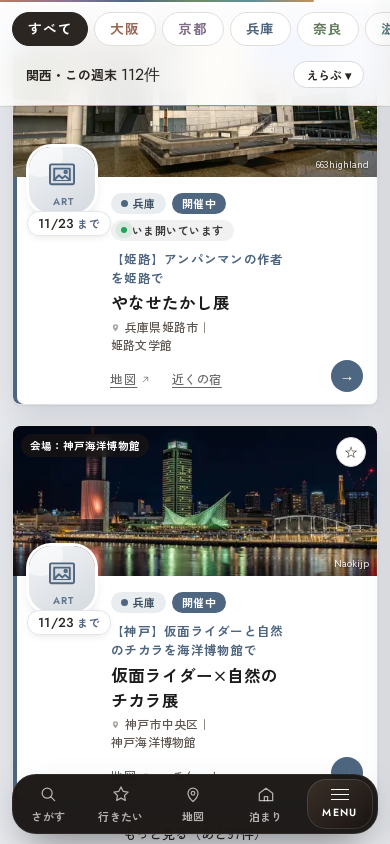 すべて
大阪
京都
兵庫
奈良
関西・この週末 112件
えらぶ ▾
663highland
ART
11/23 まで
兵庫
開催中
いま開いています
【姫路】アンパンマンの作者
を姫路で
やなせたかし展
兵庫県姫路市｜
姫路文学館
地図 ↗
近くの宿
→
会場：神戸海洋博物館
☆
Naokijp
ART
11/23 まで
兵庫
開催中
【神戸】仮面ライダーと自然
のチカラを海洋博物館で
仮面ライダー×自然の
チカラ展
神戸市中央区｜
神戸海洋博物館
さがす
行きたい
地図
泊まり
MENU